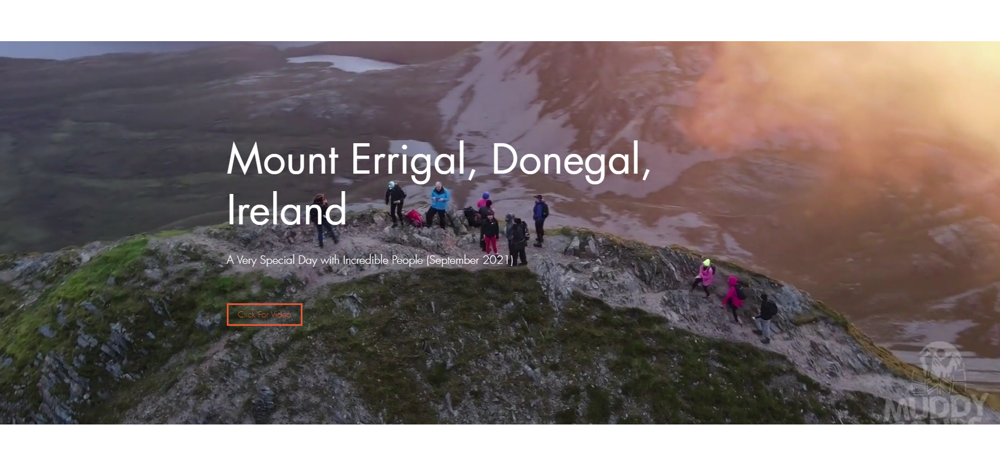 Mount Errigal, Donegal,
Ireland
A Very Special Day with Incredible People (September 2021)
Click For Video
MUDDY